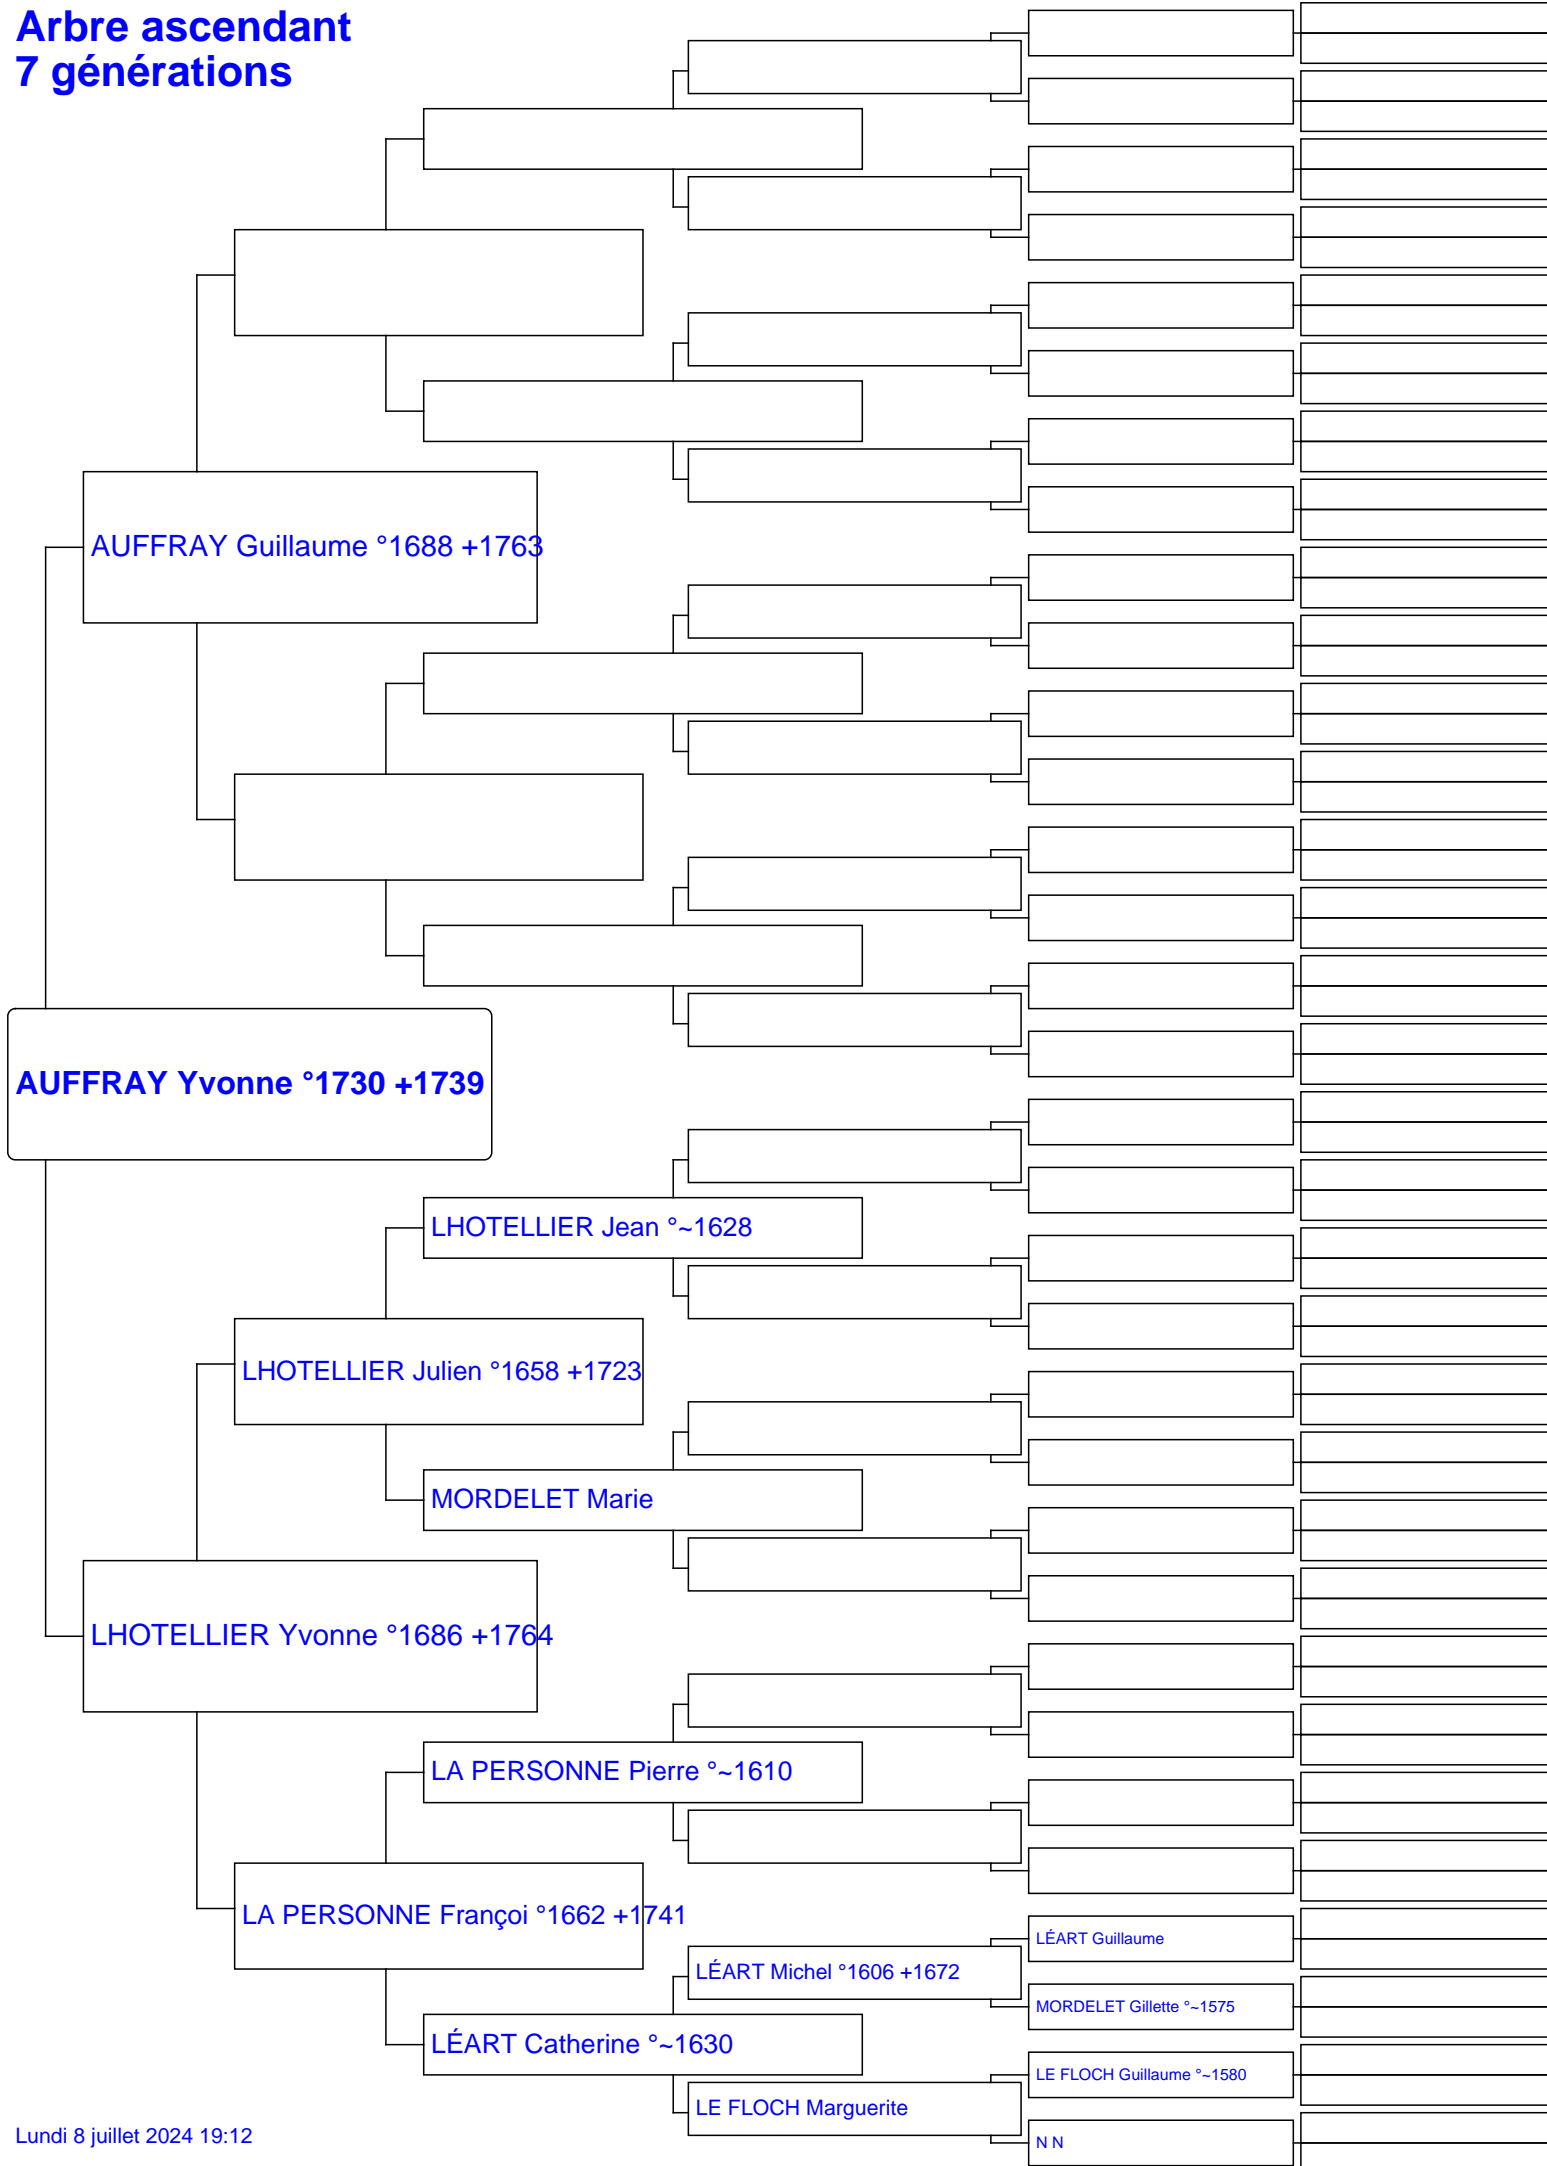 Arbre ascendant
7 générations
AUFFRAY Guillaume °1688 +1763
AUFFRAY Yvonne °1730 +1739
LHOTELLIER Jean °~1628
LHOTELLIER Julien °1658 +1723
MORDELET Marie
LHOTELLIER Yvonne °1686 +1764
LA PERSONNE Pierre °~1610
LA PERSONNE Françoi °1662 +1741
LÉART Guillaume
LÉART Michel °1606 +1672
MORDELET Gillette °~1575
LÉART Catherine °~1630
LE FLOCH Guillaume °~1580
LE FLOCH Marguerite
N N
Lundi 8 juillet 2024 19:12